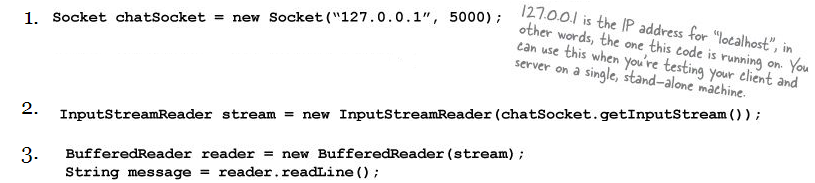 1. Socket chatSocket = new Socket("127.0.0.1", 5000);
127.0.0.1 is the IP address for "localhost", in
other words, the one this code is running on. You
can use this when you're testing your client and
server on a single, stand-alone machine.
2. InputStreamReader stream = new InputStreamReader(chatSocket.getInputStream());
3. BufferedReader reader = new BufferedReader(stream);
String message = reader.readLine();